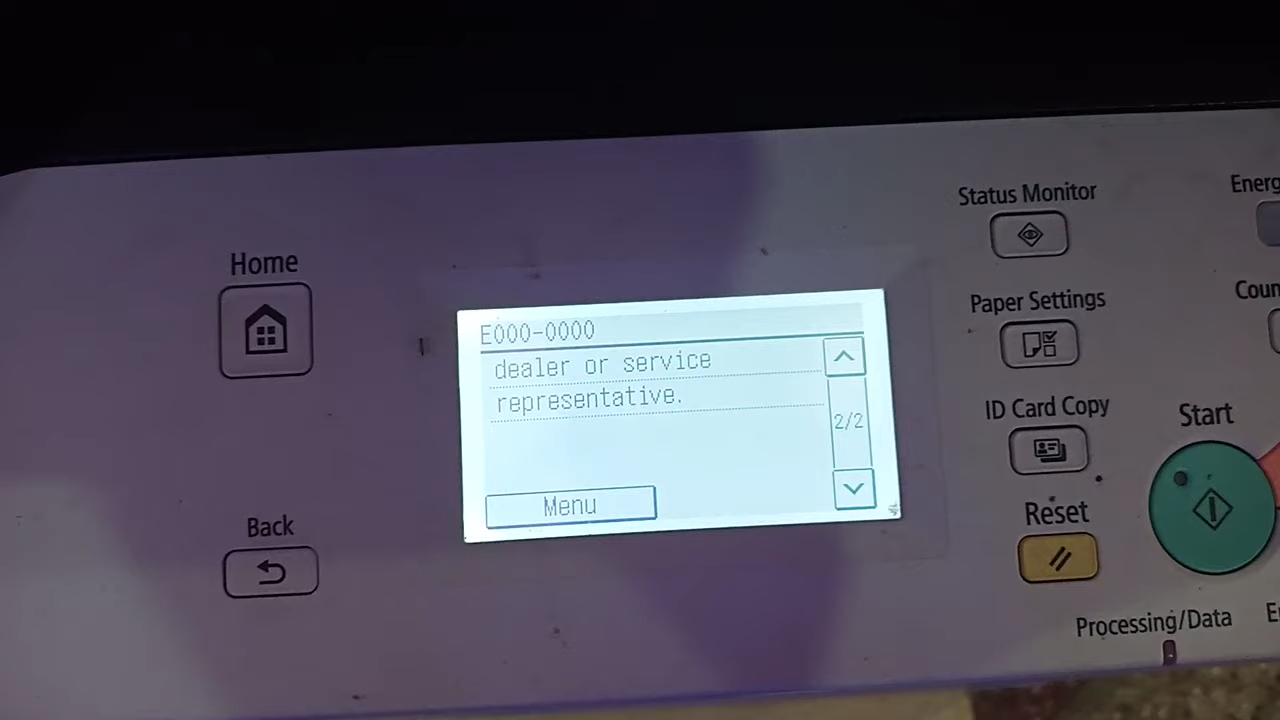 Home
Back
E000-0000
dealer or service
representative.
2/2
Menu
Status Monitor
Paper Settings
ID Card Copy
Reset
Start
Processing/Data